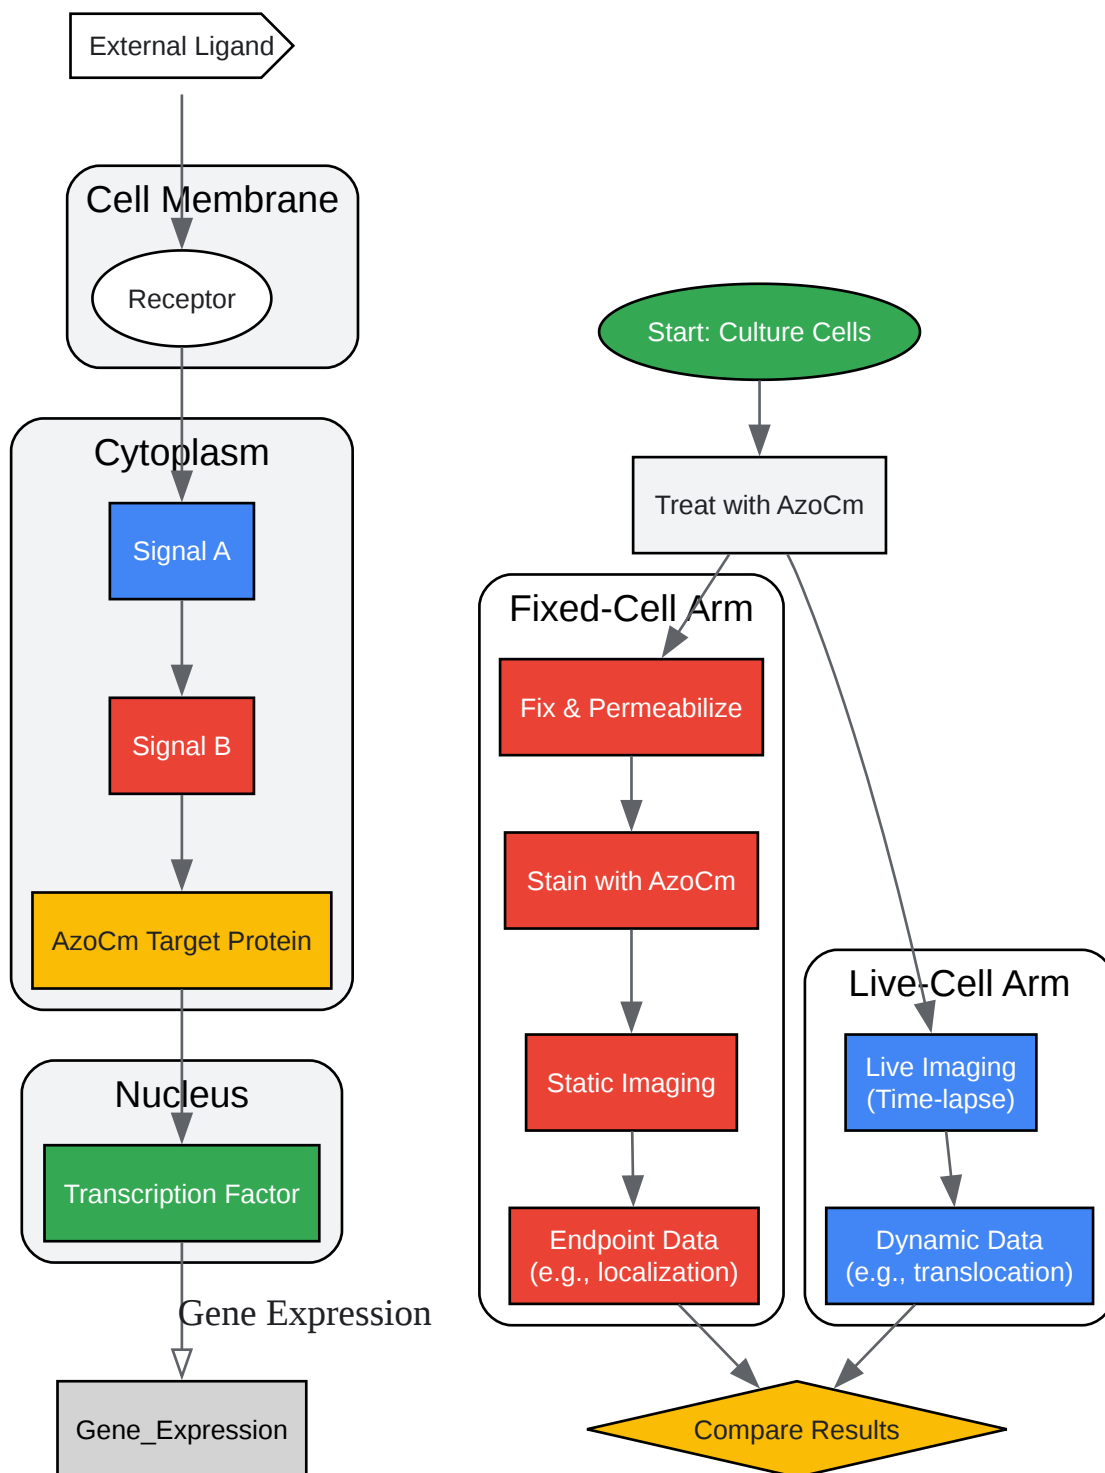 External Ligand
Cell Membrane
Receptor
Cytoplasm
Signal A
Signal B
AzoCm Target Protein
Nucleus
Transcription Factor
Gene Expression
Gene_Expression
Start: Culture Cells
Treat with AzoCm
Fixed-Cell Arm
Fix & Permeabilize
Stain with AzoCm
Static Imaging
Endpoint Data
(e.g., localization)
Live-Cell Arm
Live Imaging
(Time-lapse)
Dynamic Data
(e.g., translocation)
Compare Results